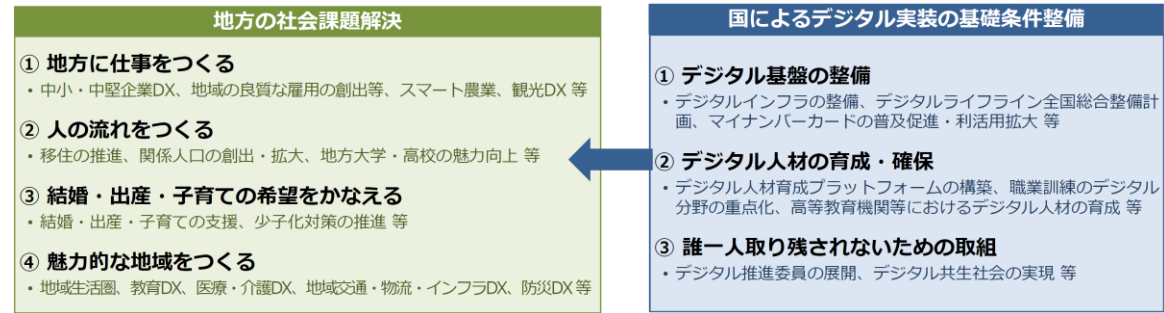 地方の社会課題解決
① 地方に仕事をつくる
・中小・中堅企業DX、地域の良質な雇用の創出等、スマート農業、観光DX 等
② 人の流れをつくる
・移住の推進、関係人口の創出・拡大、地方大学・高校の魅力向上 等
③ 結婚・出産・子育ての希望をかなえる
・結婚・出産・子育ての支援、少子化対策の推進 等
④ 魅力的な地域をつくる
・地域生活圏、教育DX、医療・介護DX、地域交通・物流・インフラDX、防災DX 等
国によるデジタル実装の基礎条件整備
① デジタル基盤の整備
・デジタルインフラの整備、デジタルライフライン全国総合整備計
画、マイナンバーカードの普及促進・利活用拡大 等
② デジタル人材の育成・確保
・デジタル人材育成プラットフォームの構築、職業訓練のデジタル
分野の重点化、高等教育機関等におけるデジタル人材の育成 等
③ 誰一人取り残されないための取組
・デジタル推進委員の展開、デジタル共生社会の実現 等